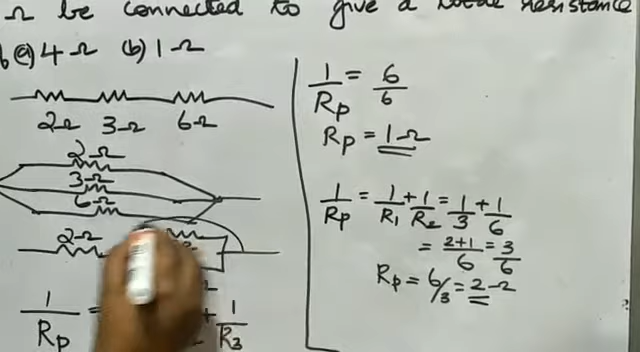 Ω be connected to give a total resistance
(a) 4 Ω (b) 1 Ω
2Ω 3Ω 6Ω
2Ω
3Ω
6Ω
2Ω
1/Rp = + 1/R3
1/Rp = 6/6
Rp = 1Ω
1/Rp = 1/R1 + 1/R2 = 1/3 + 1/6
= 2+1/6 = 3/6
Rp = 6/3 = 2Ω